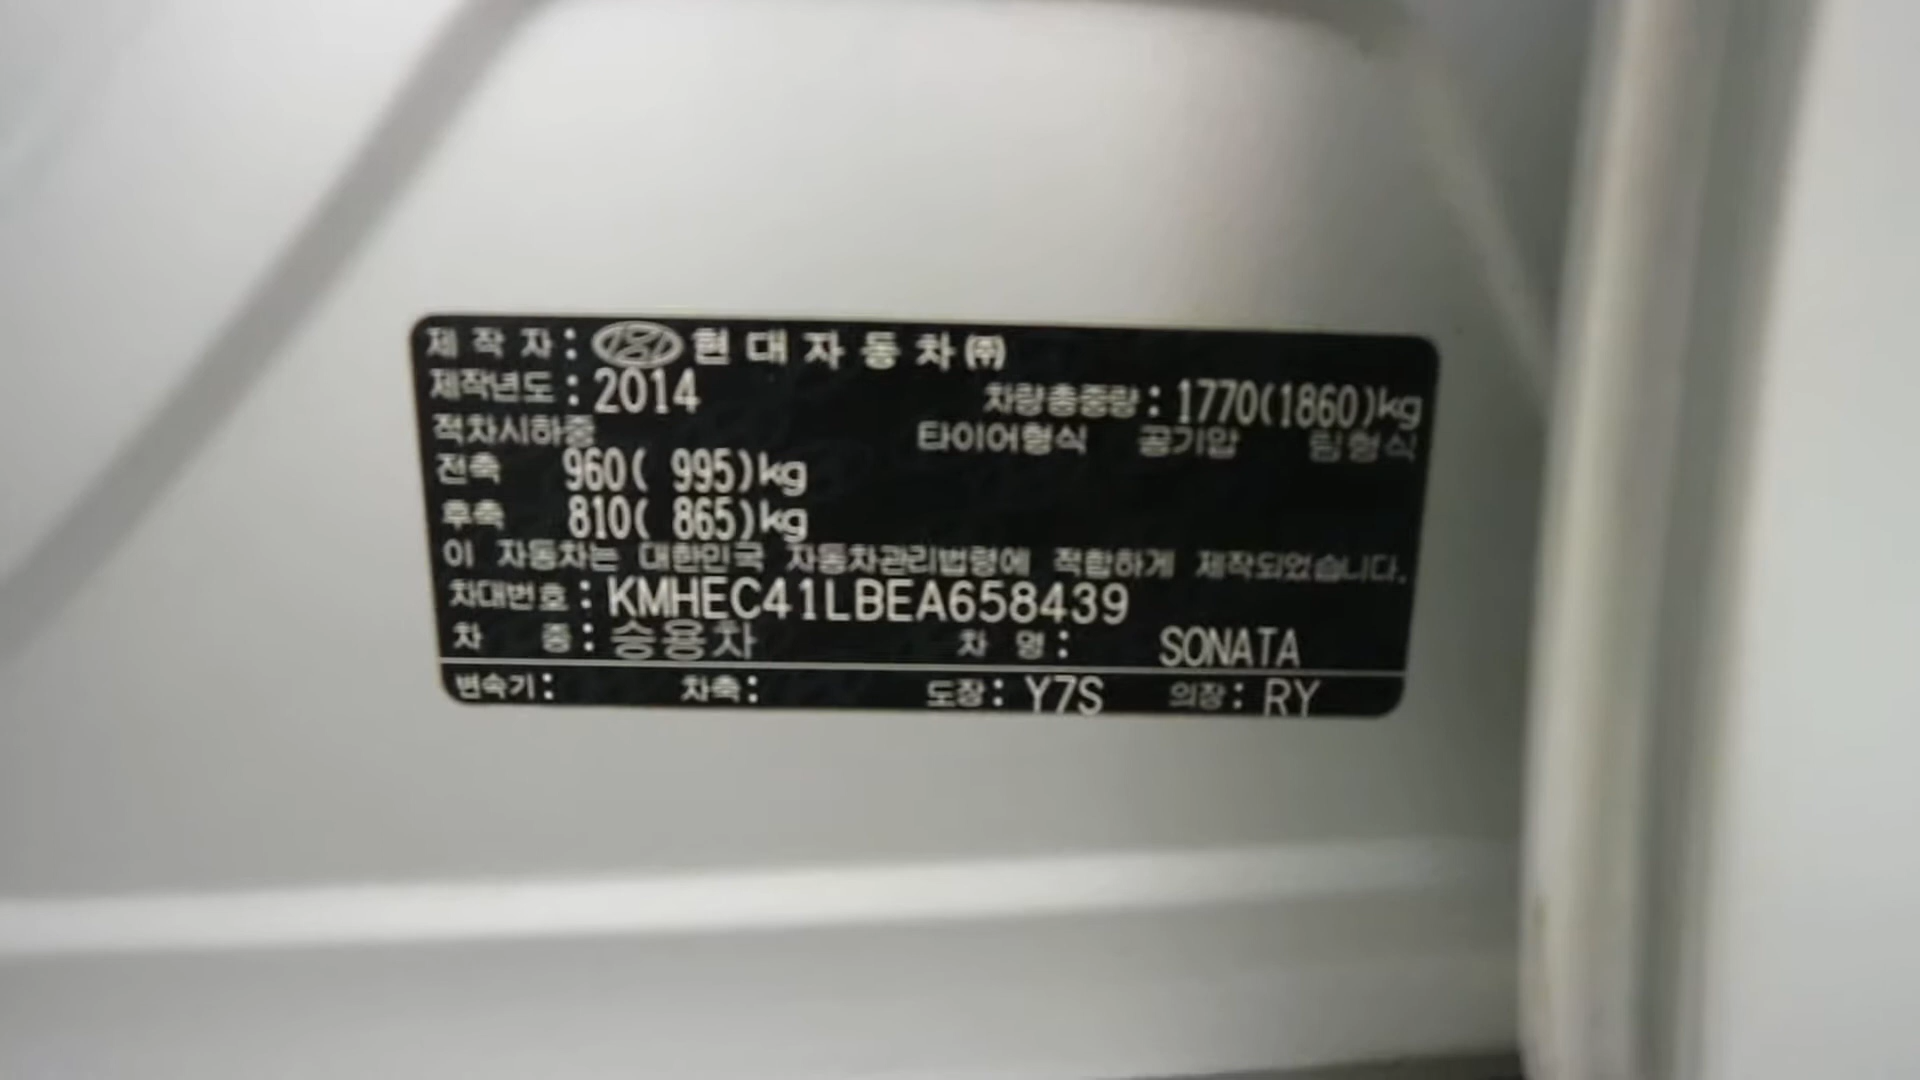 제 작 자 : 현 대 자 동 차 ㈜
제작년도 : 2014 차량총중량 : 1770(1860)kg
적차시하중 타이어형식 공기압 림형식
전축 960( 995)kg
후축 810( 865)kg
이 자동차는 대한민국 자동차관리법령에 적합하게 제작되었습니다.
차대번호 : KMHEC41LBEA658439
차 종 : 승용차 차 명 : SONATA
변속기 : 차축 : 도장 : Y7S 의장 : RY